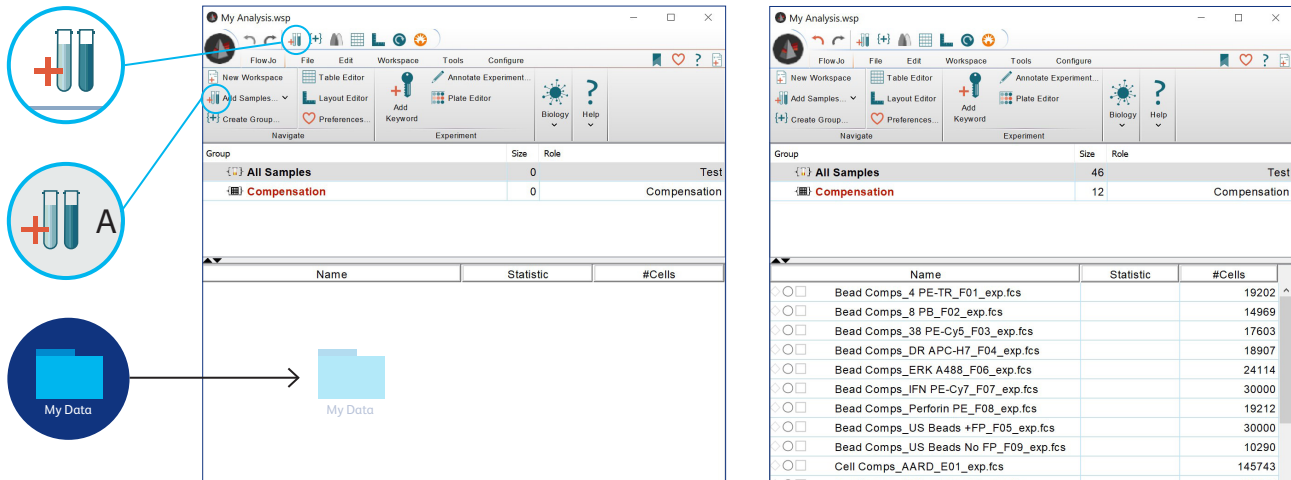 My Analysis.wsp
FlowJo File Edit Workspace Tools Configure
?
New Workspace Table Editor Annotate Experiment...
Add Samples... Layout Editor Plate Editor
Add
Keyword
Create Group... Preferences...
Biology Help
Navigate Experiment
Group Size Role
All Samples 0 Test
Compensation 0 Compensation
Name Statistic #Cells
A
My Data
My Data
My Analysis.wsp
FlowJo File Edit Workspace Tools Configure
?
New Workspace Table Editor Annotate Experiment...
Add Samples... Layout Editor Plate Editor
Add
Keyword
Create Group... Preferences...
Biology Help
Navigate Experiment
Group Size Role
All Samples 46 Test
Compensation 12 Compensation
Name Statistic #Cells
Bead Comps_4 PE-TR_F01_exp.fcs 19202
Bead Comps_8 PB_F02_exp.fcs 14969
Bead Comps_38 PE-Cy5_F03_exp.fcs 17603
Bead Comps_DR APC-H7_F04_exp.fcs 18907
Bead Comps_ERK A488_F06_exp.fcs 24114
Bead Comps_IFN PE-Cy7_F07_exp.fcs 30000
Bead Comps_Perforin PE_F08_exp.fcs 19212
Bead Comps_US Beads +FP_F05_exp.fcs 30000
Bead Comps_US Beads No FP_F09_exp.fcs 10290
Cell Comps_AARD_E01_exp.fcs 145743